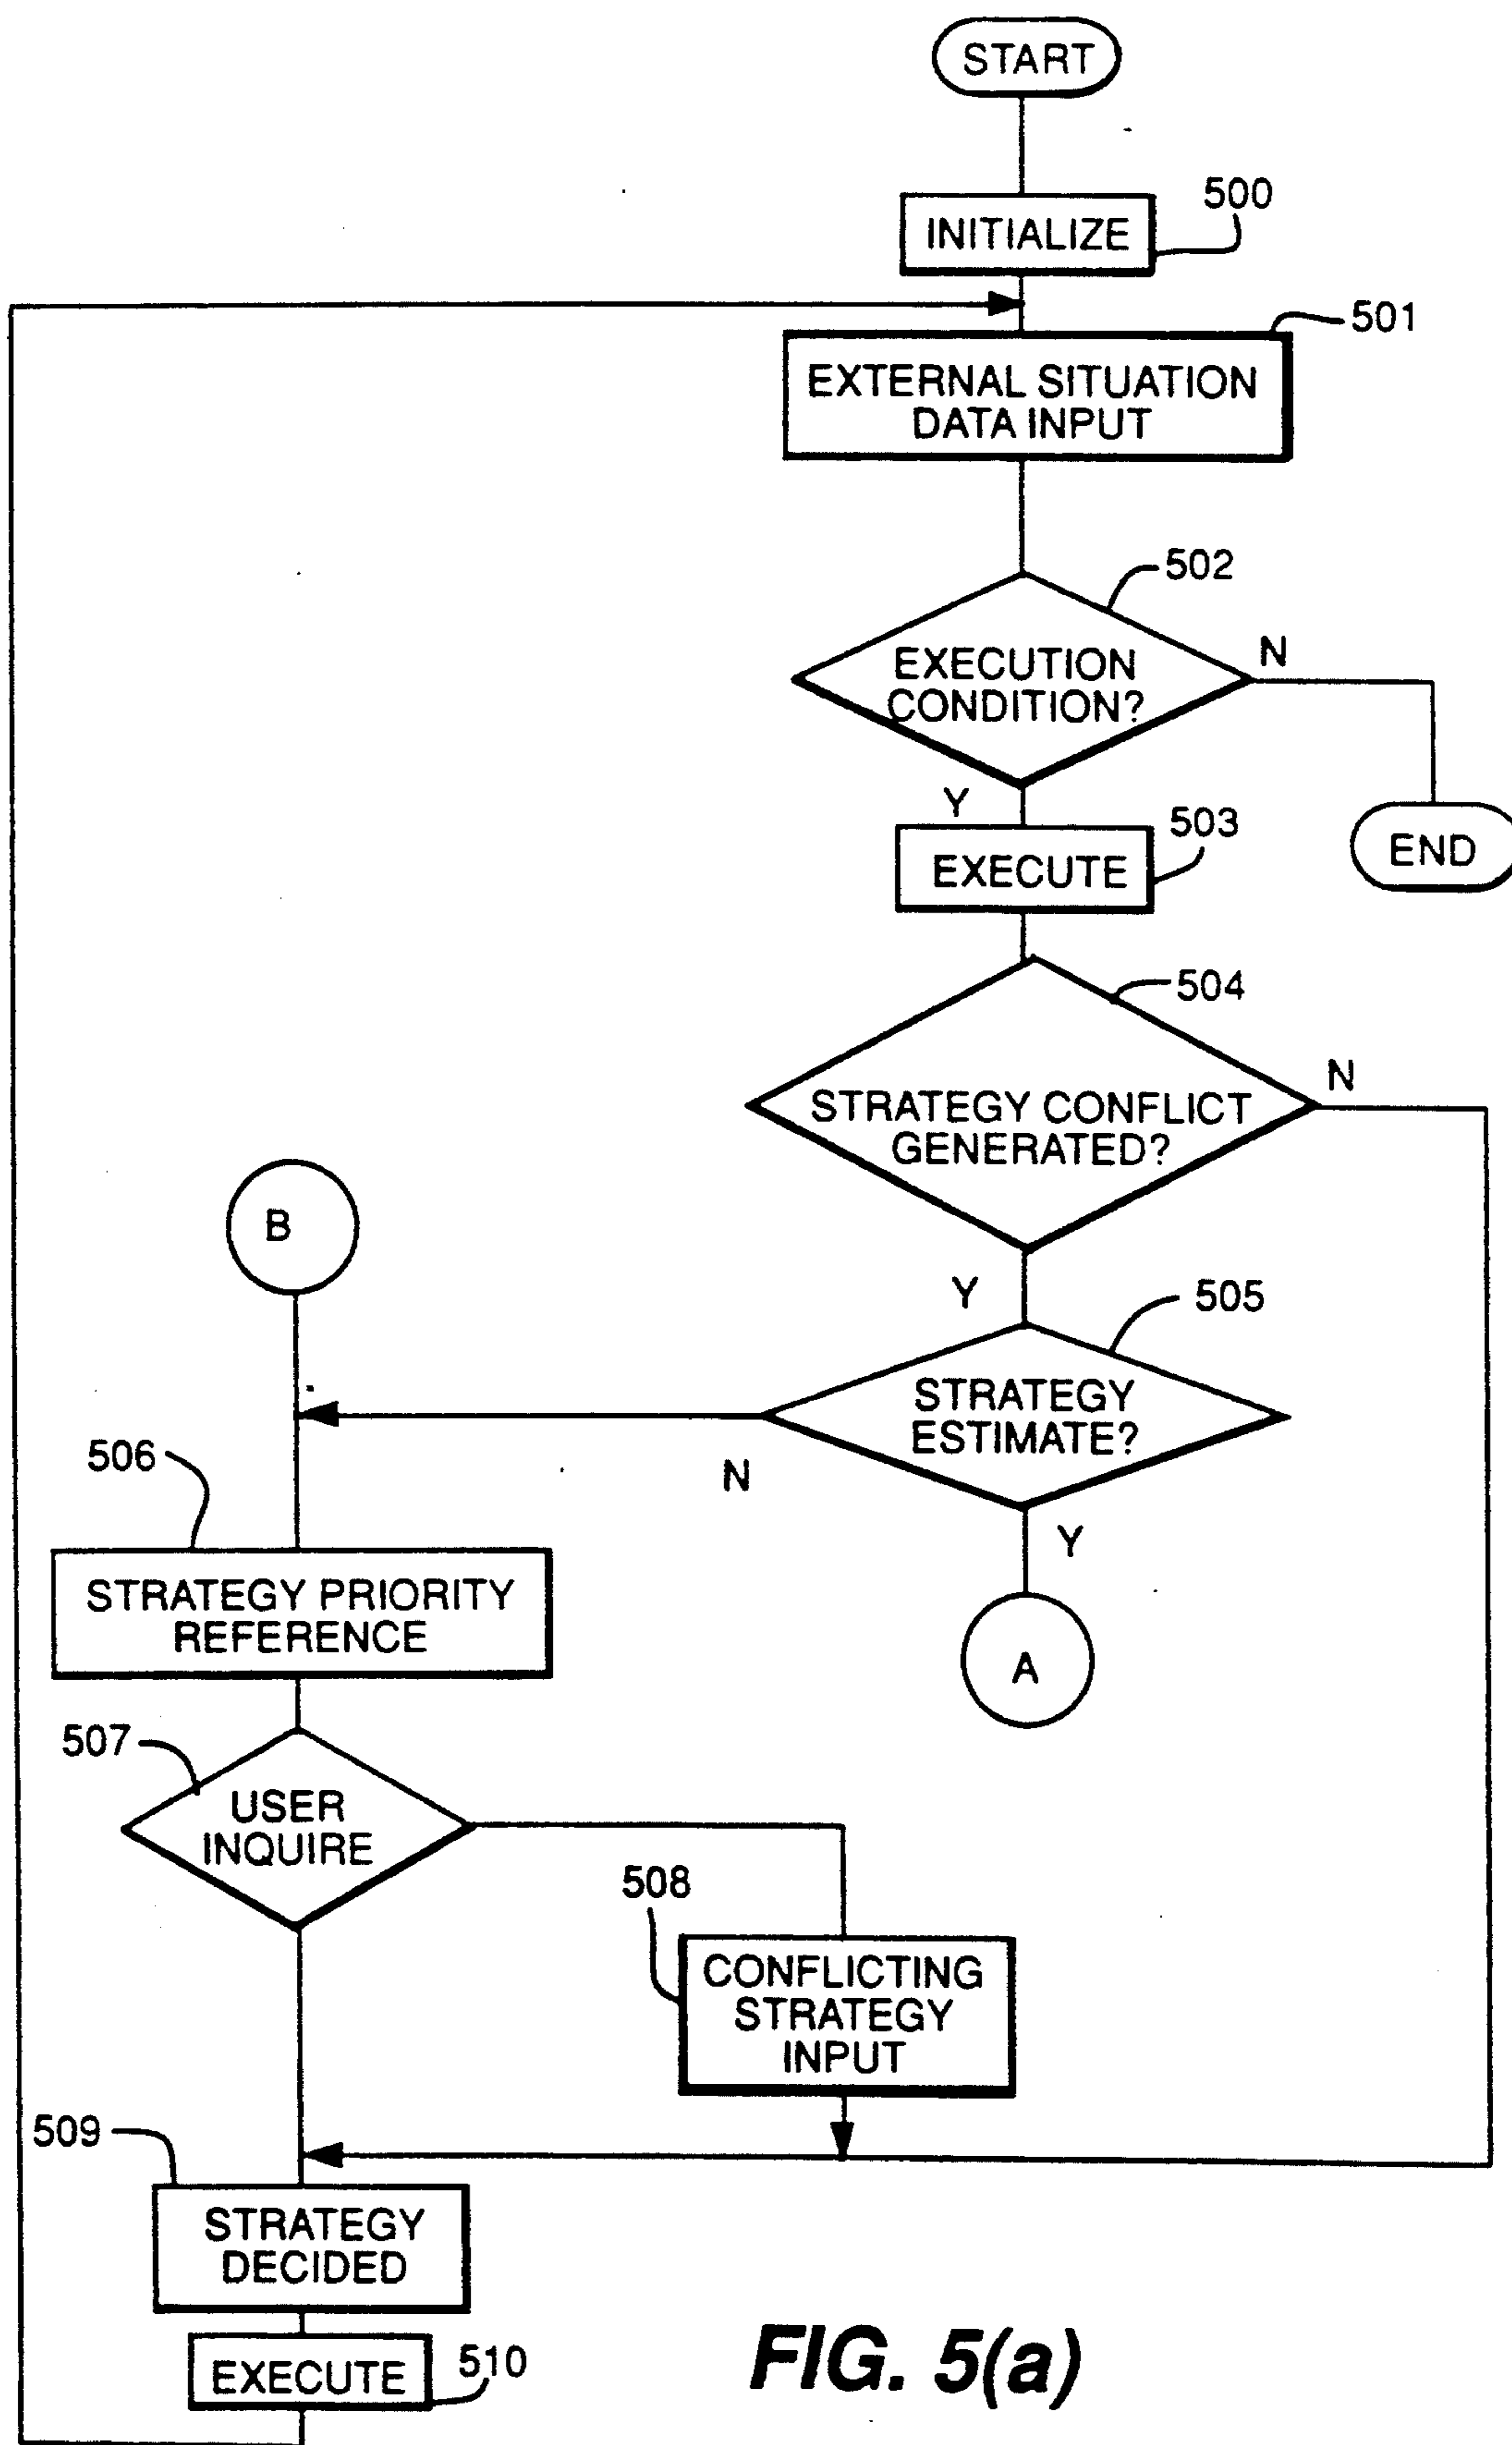 START
INITIALIZE
500
501
EXTERNAL SITUATION
DATA INPUT
502
EXECUTION
CONDITION?
N
Y
503
EXECUTE
END
504
STRATEGY CONFLICT
GENERATED?
N
B
Y
505
STRATEGY
ESTIMATE?
N
Y
506
STRATEGY PRIORITY
REFERENCE
A
507
USER
INQUIRE
508
CONFLICTING
STRATEGY
INPUT
509
STRATEGY
DECIDED
EXECUTE
510
FIG. 5(a)